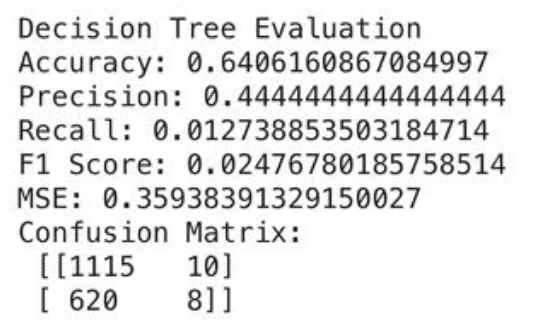 Decision Tree Evaluation
Accuracy: 0.6406160867084997
Precision: 0.4444444444444444
Recall: 0.012738853503184714
F1 Score: 0.02476780185758514
MSE: 0.35938391329150027
Confusion Matrix:
[[1115 10]
[ 620 8]]